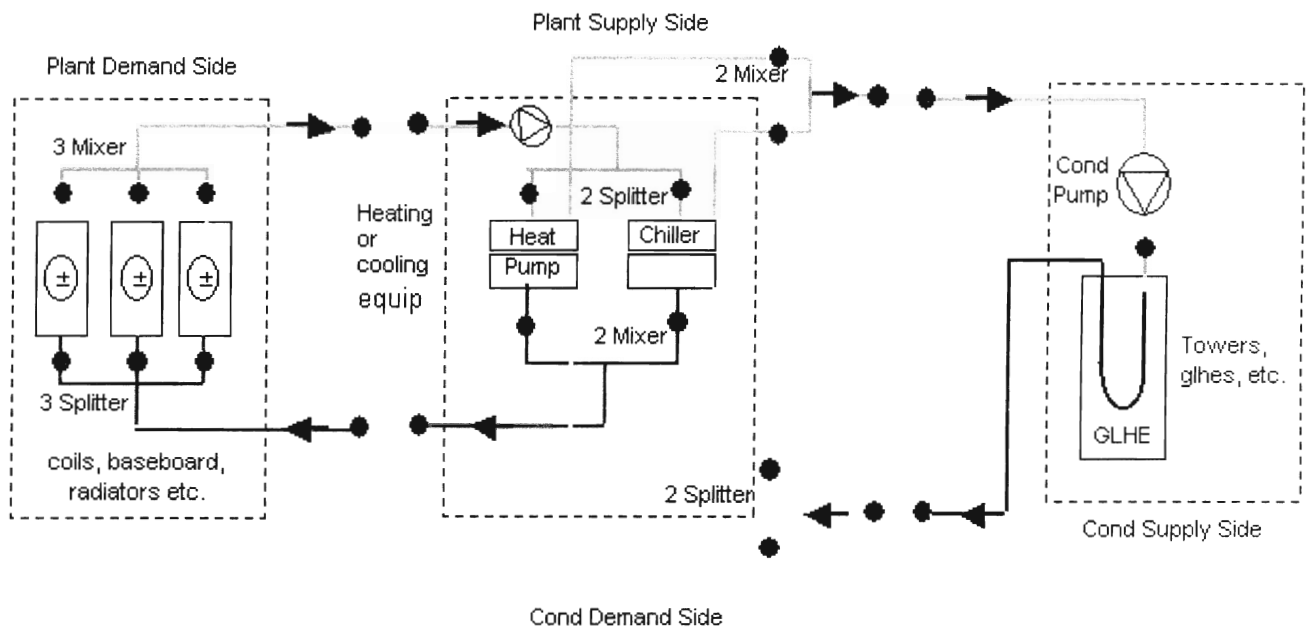 Plant Supply Side
Plant Demand Side
2 Mixer
3 Mixer
Cond
Pump
2 Splitter
Heating
or
cooling
equip
Heat
Pump
Chiller
±
±
±
2 Mixer
Towers,
glhes, etc.
3 Splitter
GLHE
coils, baseboard,
radiators etc.
2 Splitter
Cond Supply Side
Cond Demand Side